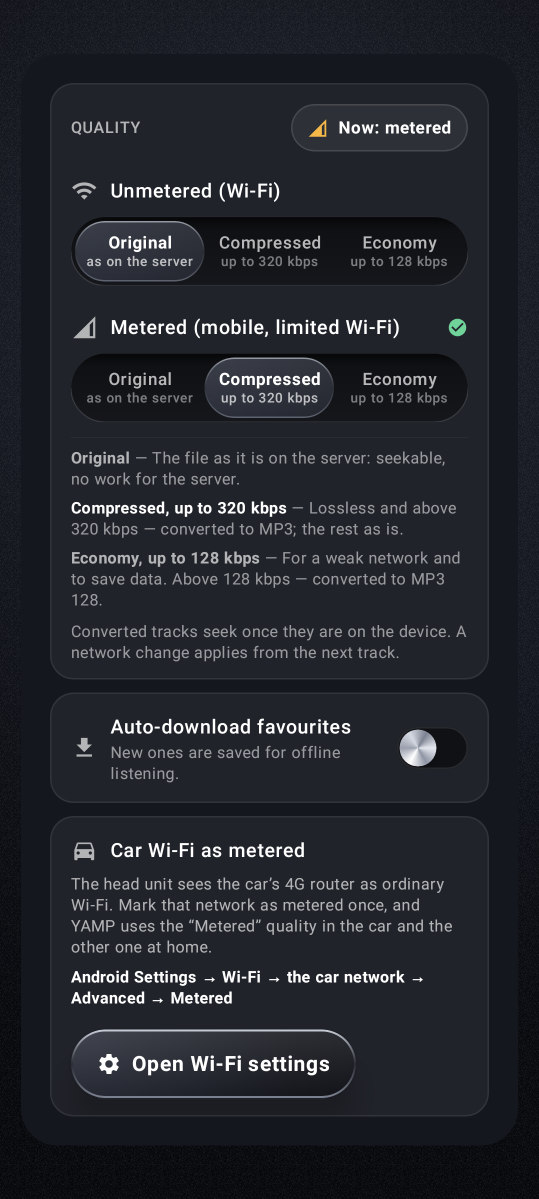 QUALITY
Now: metered
Unmetered (Wi-Fi)
Original
as on the server
Compressed
up to 320 kbps
Economy
up to 128 kbps
Metered (mobile, limited Wi-Fi)
Original
as on the server
Compressed
up to 320 kbps
Economy
up to 128 kbps
Original — The file as it is on the server: seekable,
no work for the server.
Compressed, up to 320 kbps — Lossless and above
320 kbps — converted to MP3; the rest as is.
Economy, up to 128 kbps — For a weak network and
to save data. Above 128 kbps — converted to MP3
128.
Converted tracks seek once they are on the device. A
network change applies from the next track.
Auto-download favourites
New ones are saved for offline
listening.
Car Wi-Fi as metered
The head unit sees the car’s 4G router as ordinary
Wi-Fi. Mark that network as metered once, and
YAMP uses the “Metered” quality in the car and the
other one at home.
Android Settings → Wi-Fi → the car network →
Advanced → Metered
Open Wi-Fi settings